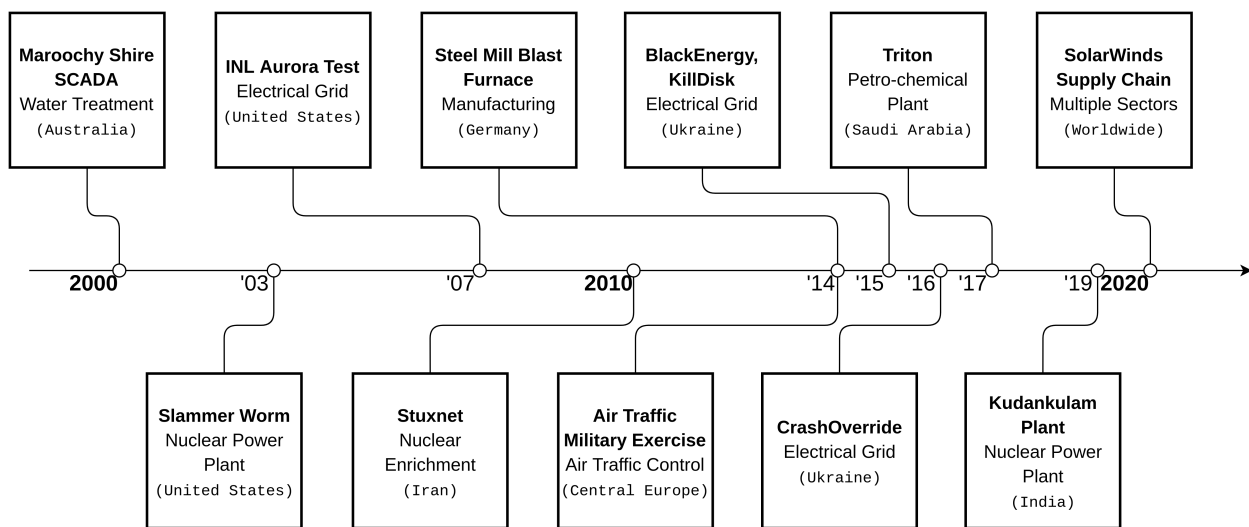 Maroochy Shire
SCADA
Water Treatment
(Australia)
INL Aurora Test
Electrical Grid
(United States)
Steel Mill Blast
Furnace
Manufacturing
(Germany)
BlackEnergy,
KillDisk
Electrical Grid
(Ukraine)
Triton
Petro-chemical
Plant
(Saudi Arabia)
SolarWinds
Supply Chain
Multiple Sectors
(Worldwide)
2000
'03
'07
2010
'14
'15
'16
'17
'19
2020
Slammer Worm
Nuclear Power
Plant
(United States)
Stuxnet
Nuclear
Enrichment
(Iran)
Air Traffic
Military Exercise
Air Traffic Control
(Central Europe)
CrashOverride
Electrical Grid
(Ukraine)
Kudankulam
Plant
Nuclear Power
Plant
(India)